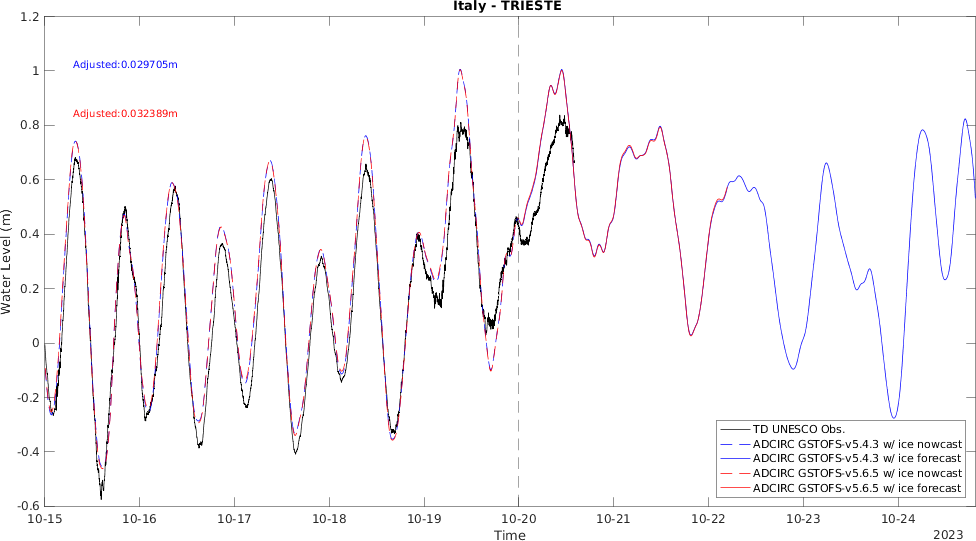 Italy - TRIESTE
Adjusted:0.029705m
Adjusted:0.032389m
Water Level (m)
1.2
1
0.8
0.6
0.4
0.2
0
-0.2
-0.4
-0.6
TD UNESCO Obs.
ADCIRC GSTOFS-v5.4.3 w/ ice nowcast
ADCIRC GSTOFS-v5.4.3 w/ ice forecast
ADCIRC GSTOFS-v5.6.5 w/ ice nowcast
ADCIRC GSTOFS-v5.6.5 w/ ice forecast
10-15 10-16 10-17 10-18 10-19 10-20 10-21 10-22 10-23 10-24
Time
2023